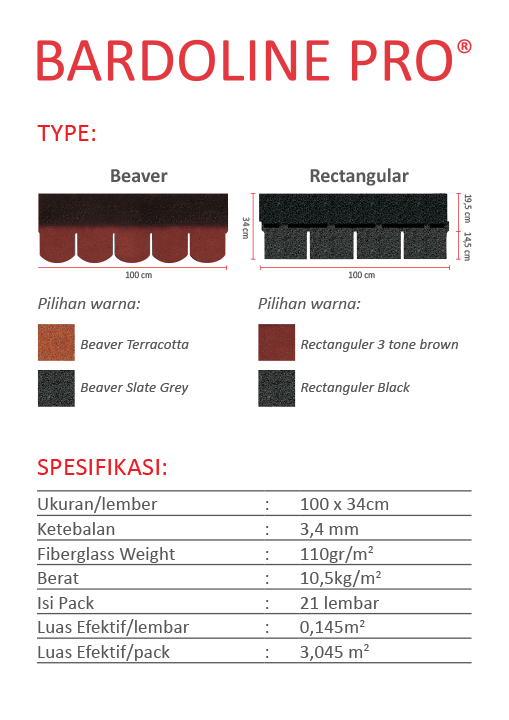 BARDOLINE PRO®
TYPE:
Beaver
Rectangular
34 cm
19,5 cm
14,5 cm
100 cm
100 cm
Pilihan warna:
Pilihan warna:
Beaver Terracotta
Rectanguler 3 tone brown
Beaver Slate Grey
Rectanguler Black
SPESIFIKASI:
Ukuran/lember : 100 x 34cm
Ketebalan : 3,4 mm
Fiberglass Weight : 110gr/m²
Berat : 10,5kg/m²
Isi Pack : 21 lembar
Luas Efektif/lembar : 0,145m²
Luas Efektif/pack : 3,045 m²